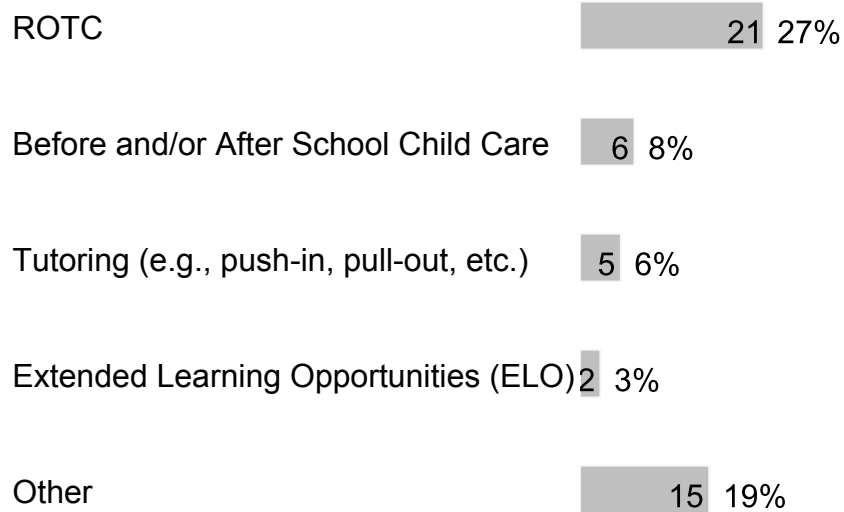 ROTC 21 27%
Before and/or After School Child Care 6 8%
Tutoring (e.g., push-in, pull-out, etc.) 5 6%
Extended Learning Opportunities (ELO) 2 3%
Other 15 19%